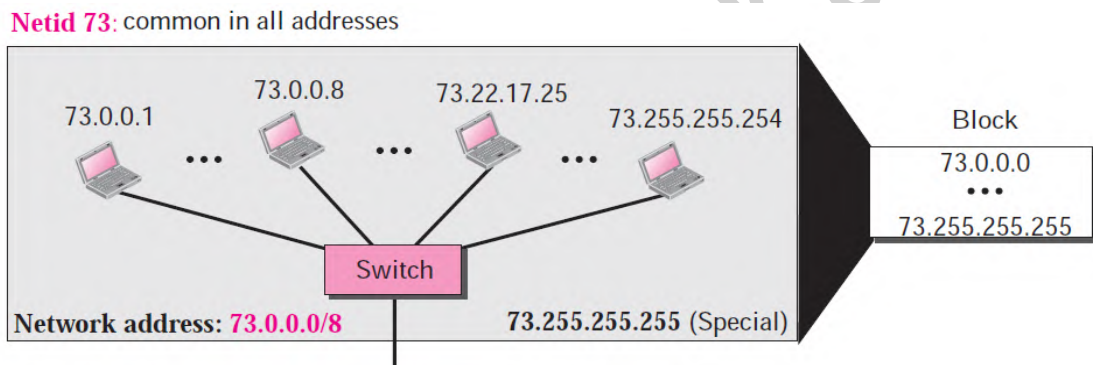 Netid 73: common in all addresses
73.0.0.1
73.0.0.8
73.22.17.25
73.255.255.254
Switch
Network address: 73.0.0.0/8
73.255.255.255 (Special)
Block
73.0.0.0
•••
73.255.255.255